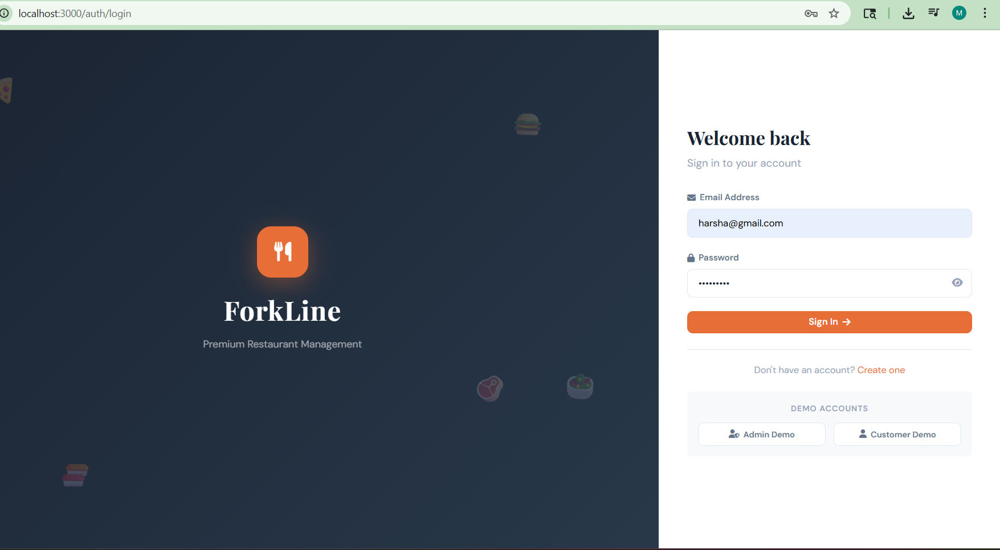 localhost:3000/auth/login
M
ForkLine
Premium Restaurant Management
Welcome back
Sign in to your account
Email Address
harsha@gmail.com
Password
•••••••••
Sign In →
Don't have an account? Create one
DEMO ACCOUNTS
Admin Demo
Customer Demo